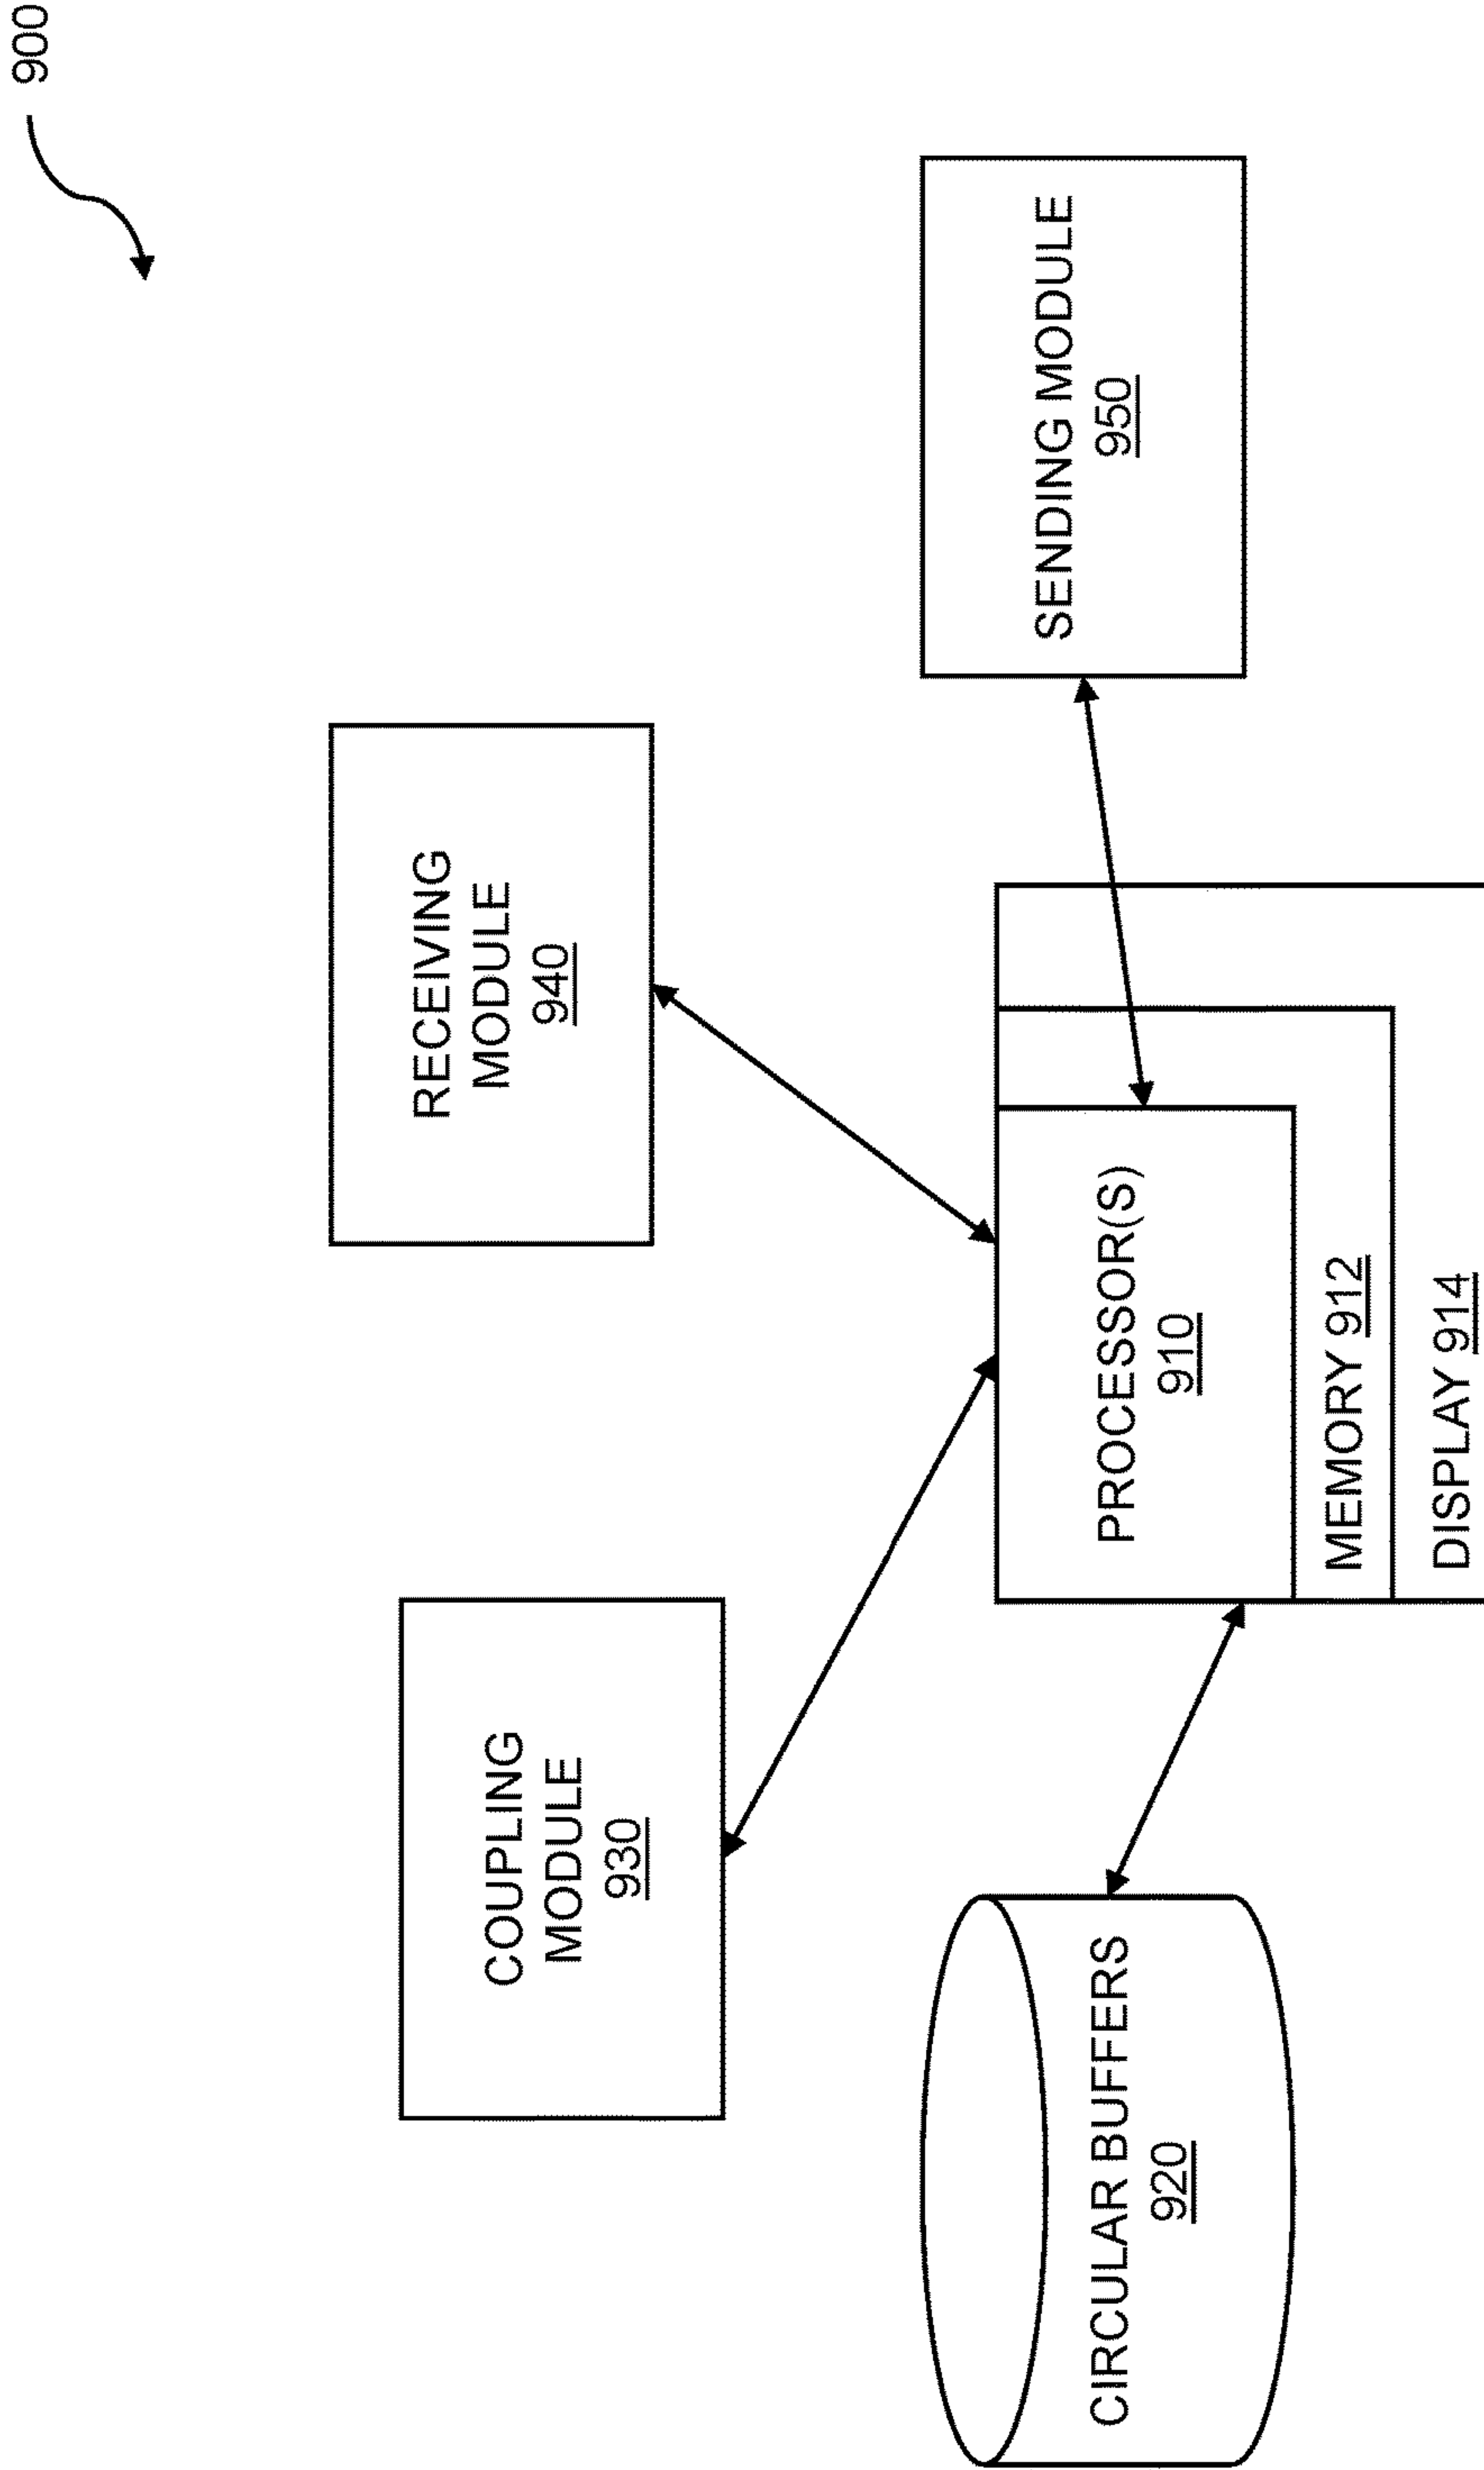 900
COUPLING
MODULE
930
RECEIVING
MODULE
940
CIRCULAR BUFFERS
920
PROCESSOR(S)
910
MEMORY 912
DISPLAY 914
SENDING MODULE
950